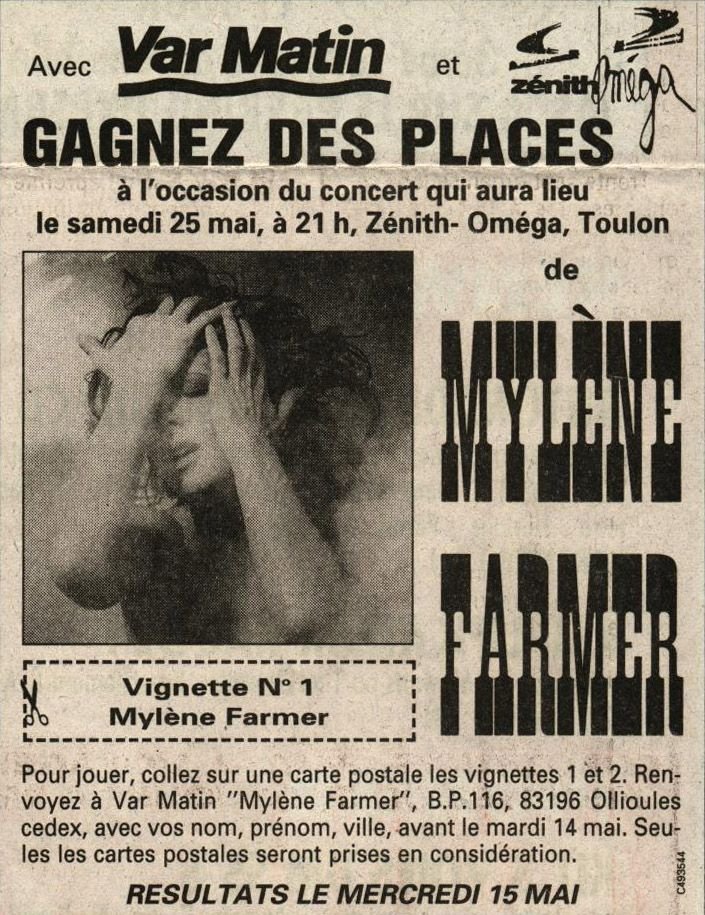 Avec Var Matin et zénith Oméga
GAGNEZ DES PLACES
à l'occasion du concert qui aura lieu
le samedi 25 mai, à 21 h, Zénith- Oméga, Toulon
de
MYLÈNE
FARMER
Vignette N° 1
Mylène Farmer
Pour jouer, collez sur une carte postale les vignettes 1 et 2. Ren-
voyez à Var Matin "Mylène Farmer", B.P.116, 83196 Ollioules
cedex, avec vos nom, prénom, ville, avant le mardi 14 mai. Seu-
les les cartes postales seront prises en considération.
C493544
RESULTATS LE MERCREDI 15 MAI